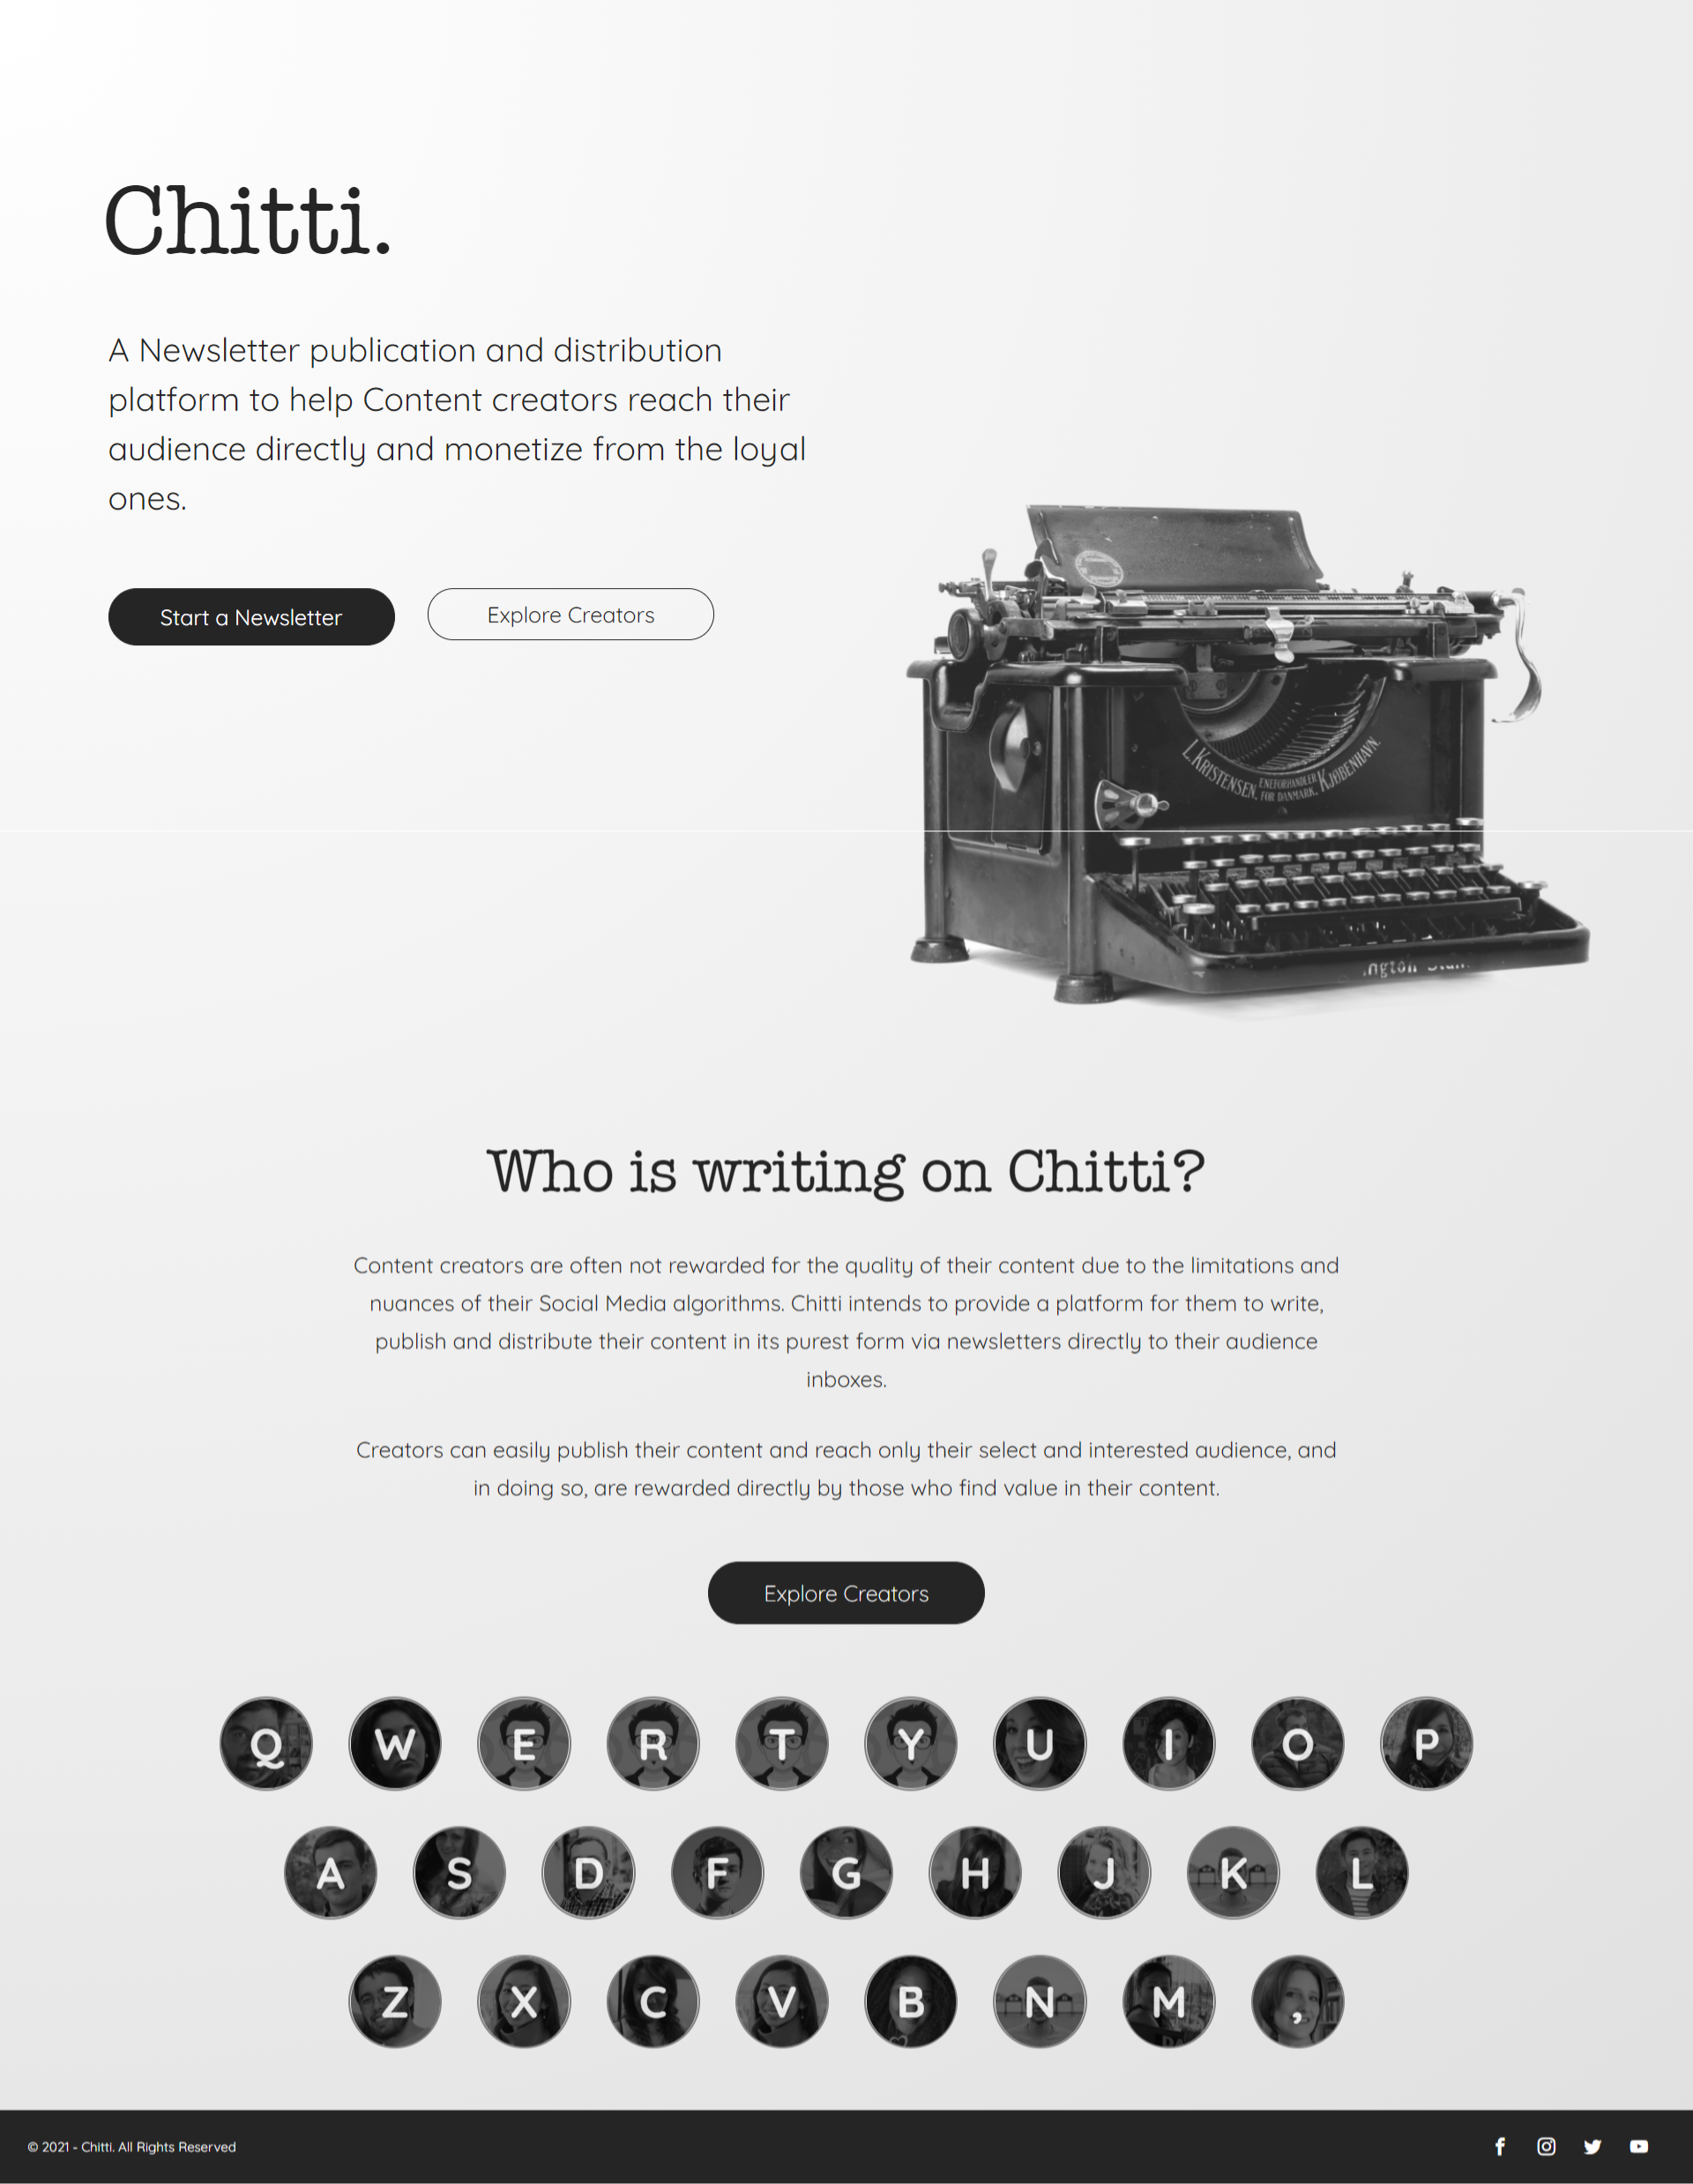 Chitti.
A Newsletter publication and distribution
platform to help Content creators reach their
audience directly and monetize from the loyal
ones.
Start a Newsletter
Explore Creators
L. KRISTENSEN, ENEFORHANDLER FOR DANMARK. KJØBENHAVN.
Who is writing on Chitti?
Content creators are often not rewarded for the quality of their content due to the limitations and
nuances of their Social Media algorithms. Chitti intends to provide a platform for them to write,
publish and distribute their content in its purest form via newsletters directly to their audience
inboxes.
Creators can easily publish their content and reach only their select and interested audience, and
in doing so, are rewarded directly by those who find value in their content.
Explore Creators
Q W E R T Y U I O P
A S D F G H J K L
Z X C V B N M ,
© 2021 - Chitti. All Rights Reserved